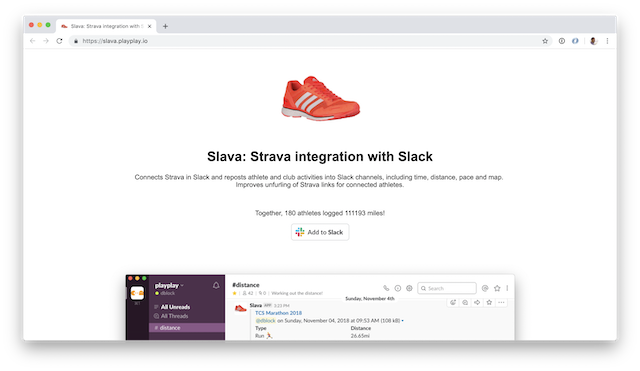 Slava: Strava integration with S
https://slava.playplay.io
Slava: Strava integration with Slack
Connects Strava in Slack and reposts athlete and club activities into Slack channels, including time, distance, pace and map.
Improves unfurling of Strava links for connected athletes.
Together, 180 athletes logged 111193 miles!
Add to Slack
playplay
dblock
All Unreads
All Threads
# distance
#distance
42 | 0 | Working out the distance!
Search
Sunday, November 4th
Slava APP 3:23 PM
TCS Marathon 2018
@dblock on Sunday, November 04, 2018 at 09:53 AM (108 kB)
Type Distance
Run 26.65mi